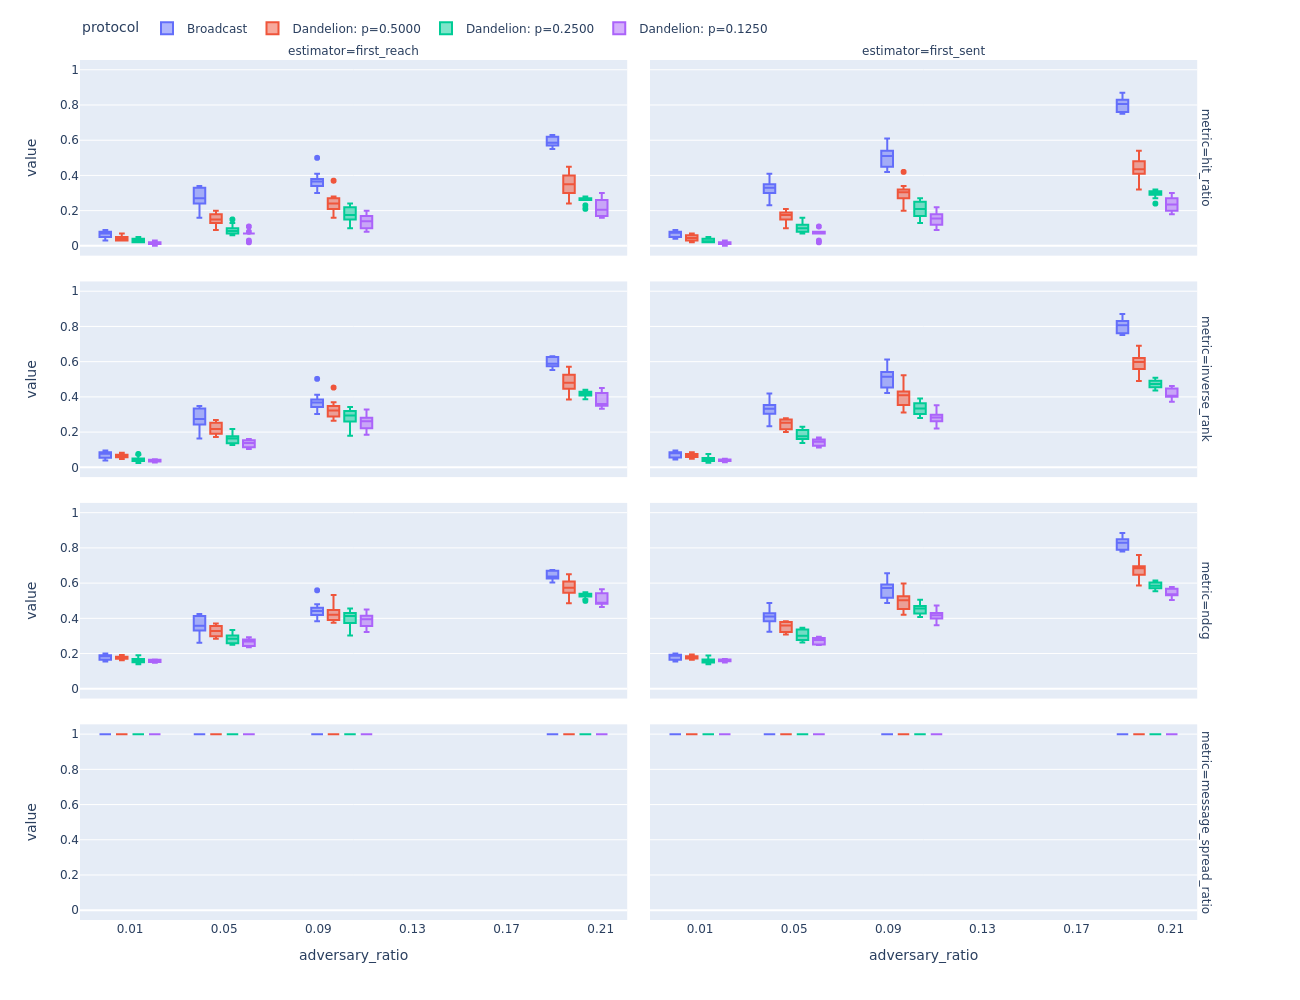 protocol Broadcast Dandelion: p=0.5000 Dandelion: p=0.2500 Dandelion: p=0.1250
estimator=first_reach estimator=first_sent
1
0.8
0.6
0.4
0.2
0
value
metric=hit_ratio
1
0.8
0.6
0.4
0.2
0
value
metric=inverse_rank
1
0.8
0.6
0.4
0.2
0
value
metric=ndcg
1
0.8
0.6
0.4
0.2
0
value
metric=message_spread_ratio
0.01 0.05 0.09 0.13 0.17 0.21 0.01 0.05 0.09 0.13 0.17 0.21
adversary_ratio adversary_ratio